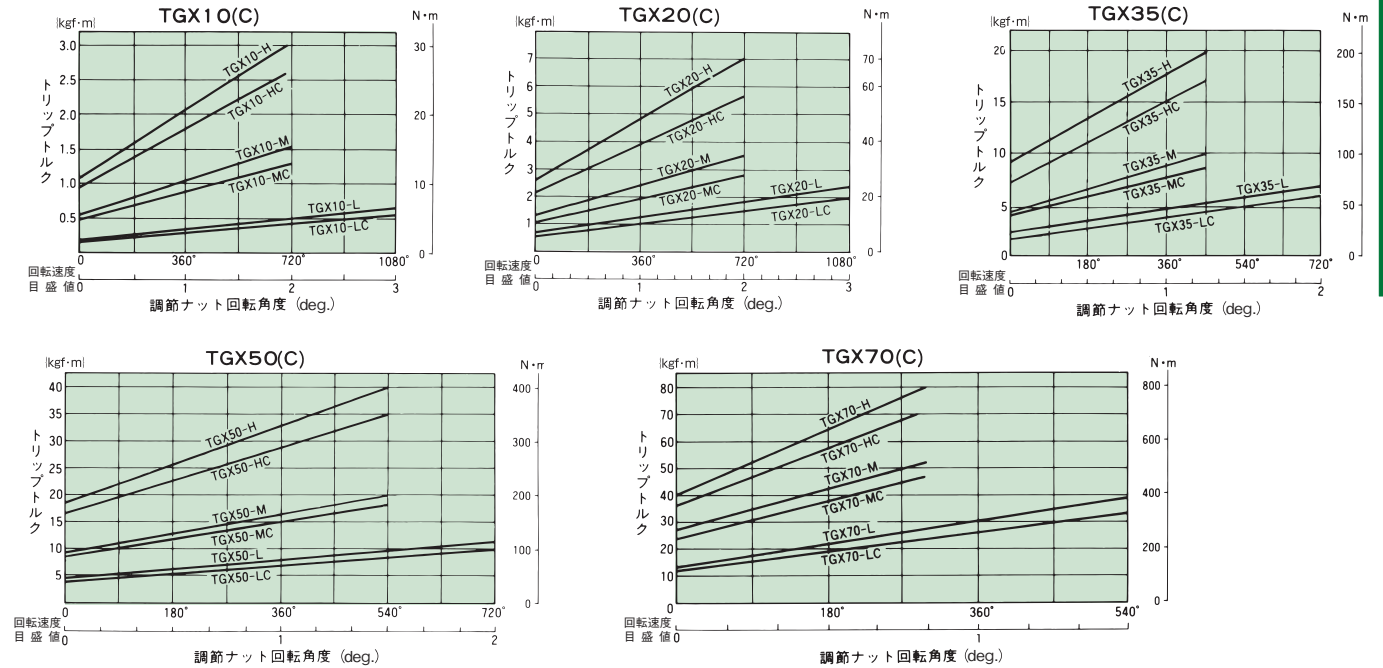 TGX10(C)
[kgf·m]
N·m
3.0
2.5
2.0
1.5
1.0
0.5
トリップトルク
TGX10-H
TGX10-HC
TGX10-M
TGX10-MC
TGX10-L
TGX10-LC
30
20
10
0
0 360° 720° 1080°
回転速度
目盛値
0 1 2 3
調節ナット回転角度 (deg.)
TGX20(C)
[kgf·m]
N·m
7
6
5
4
3
2
1
0
トリップトルク
TGX20-H
TGX20-HC
TGX20-M
TGX20-MC
TGX20-L
TGX20-LC
70
60
40
20
0
360° 720° 1080°
回転速度
目盛値
0 1 2 3
調節ナット回転角度 (deg.)
TGX35(C)
[kgf·m]
N·m
20
15
10
5
0
トリップトルク
TGX35-H
TGX35-HC
TGX35-M
TGX35-MC
TGX35-L
TGX35-LC
200
150
100
50
0
180° 360° 540° 720°
回転速度
目盛値
0 1 2
調節ナット回転角度 (deg.)
TGX50(C)
[kgf·m]
N·m
40
35
30
25
20
15
10
5
トリップトルク
TGX50-H
TGX50-HC
TGX50-M
TGX50-MC
TGX50-L
TGX50-LC
400
300
200
100
0
0 180° 360° 540° 720°
回転速度
目盛値
0 1 2
調節ナット回転角度 (deg.)
TGX70(C)
[kgf·m]
N·m
80
70
60
50
40
30
20
10
0
トリップトルク
TGX70-H
TGX70-HC
TGX70-M
TGX70-MC
TGX70-L
TGX70-LC
800
600
400
200
0
180° 360° 540°
回転速度
目盛値
0 1
調節ナット回転角度 (deg.)